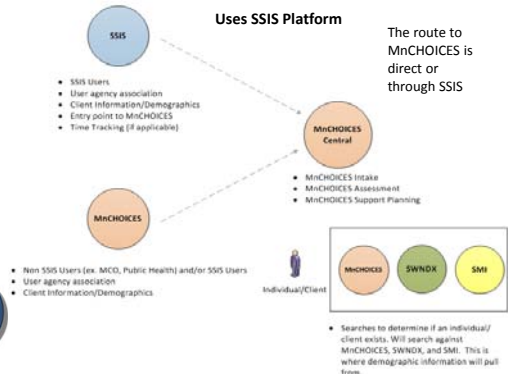 Uses SSIS Platform
The route to
MnCHOICES is
direct or
through SSIS
SSIS
• SSIS Users
• User agency association
• Client Information/Demographics
• Entry point to MnCHOICES
• Time Tracking (if applicable)
MnCHOICES
Central
• MnCHOICES Intake
• MnCHOICES Assessment
• MnCHOICES Support Planning
MnCHOICES
• Non SSIS Users (ex. MCO, Public Health) and/or SSIS Users
• User agency association
• Client Information/Demographics
Individual/Client
MnCHOICES
SWNDX
SMI
• Searches to determine if an individual/
client exists. Will search against
MnCHOICES, SWNDX, and SMI. This is
where demographic information will pull
from.